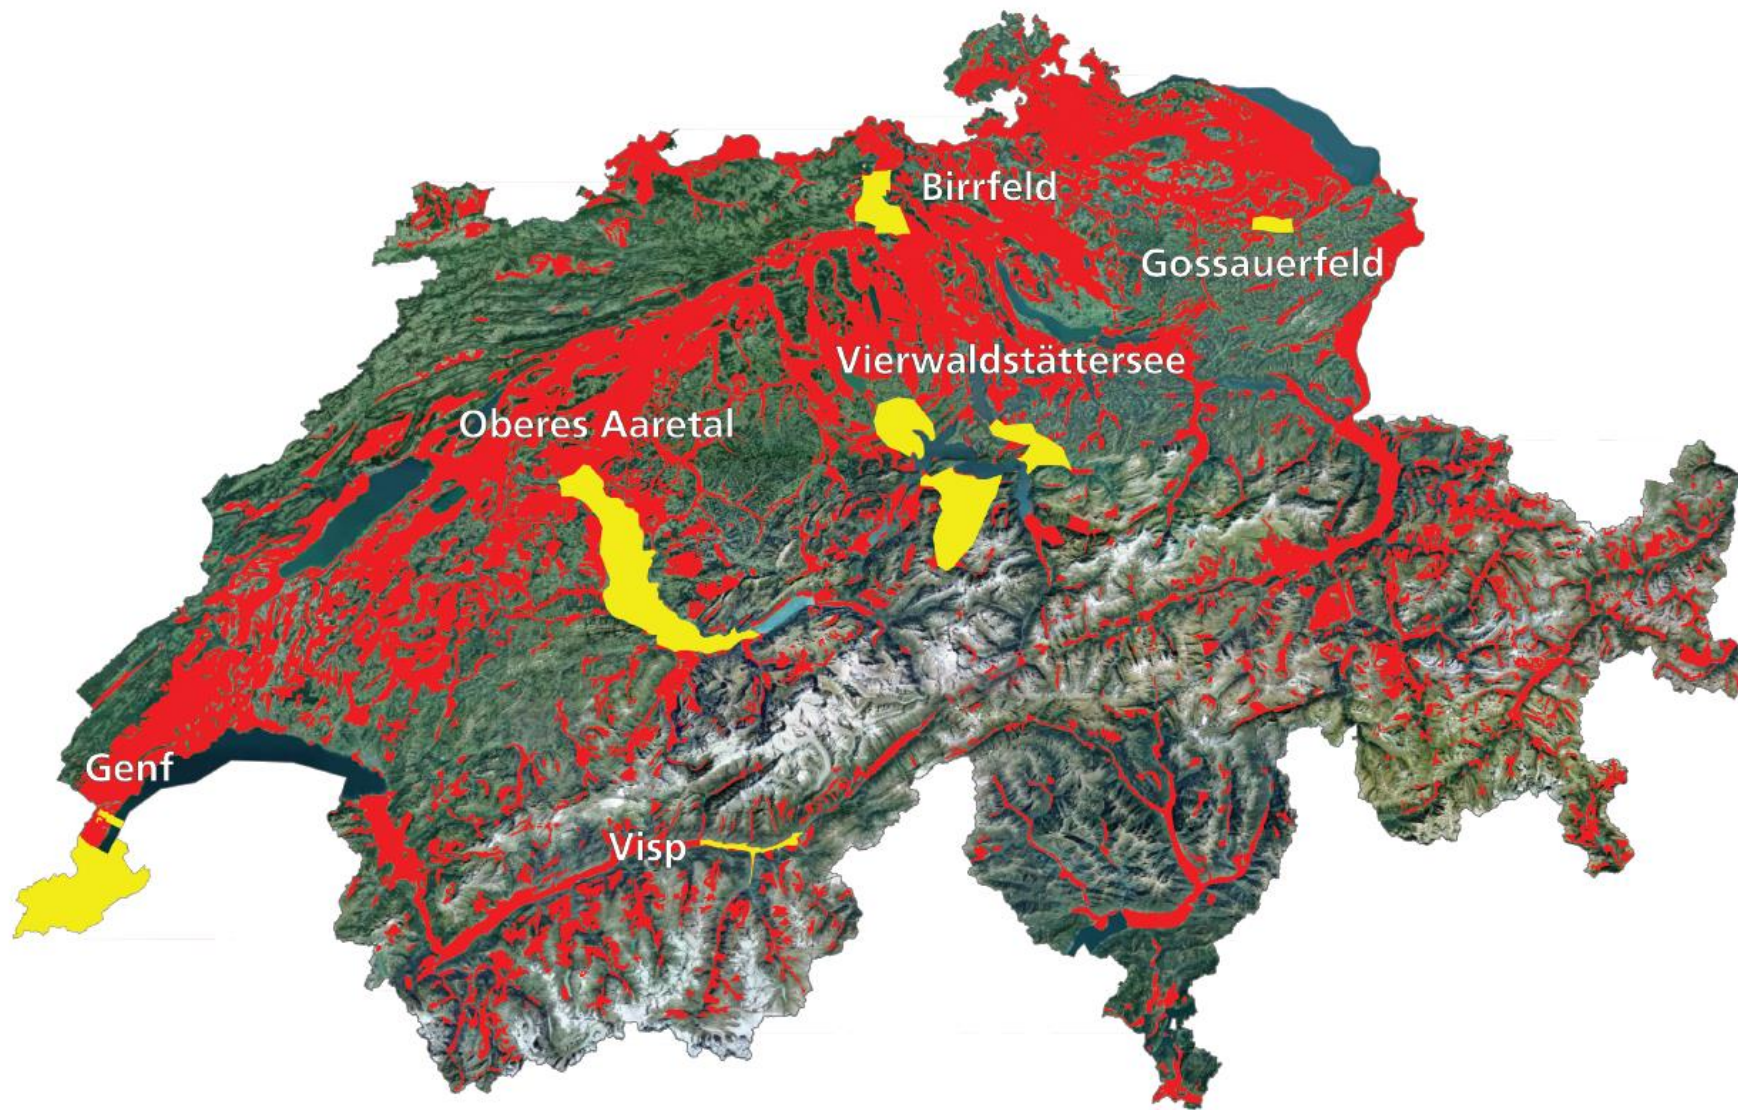 Birrfeld
Gossauerfeld
Vierwaldstättersee
Oberes Aaretal
Genf
Visp